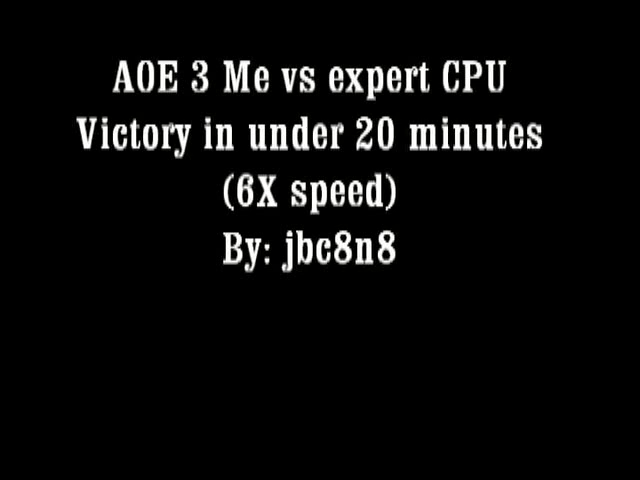 AOE 3 Me vs expert CPU
Victory in under 20 minutes
(6X speed)
By: jbc8n8